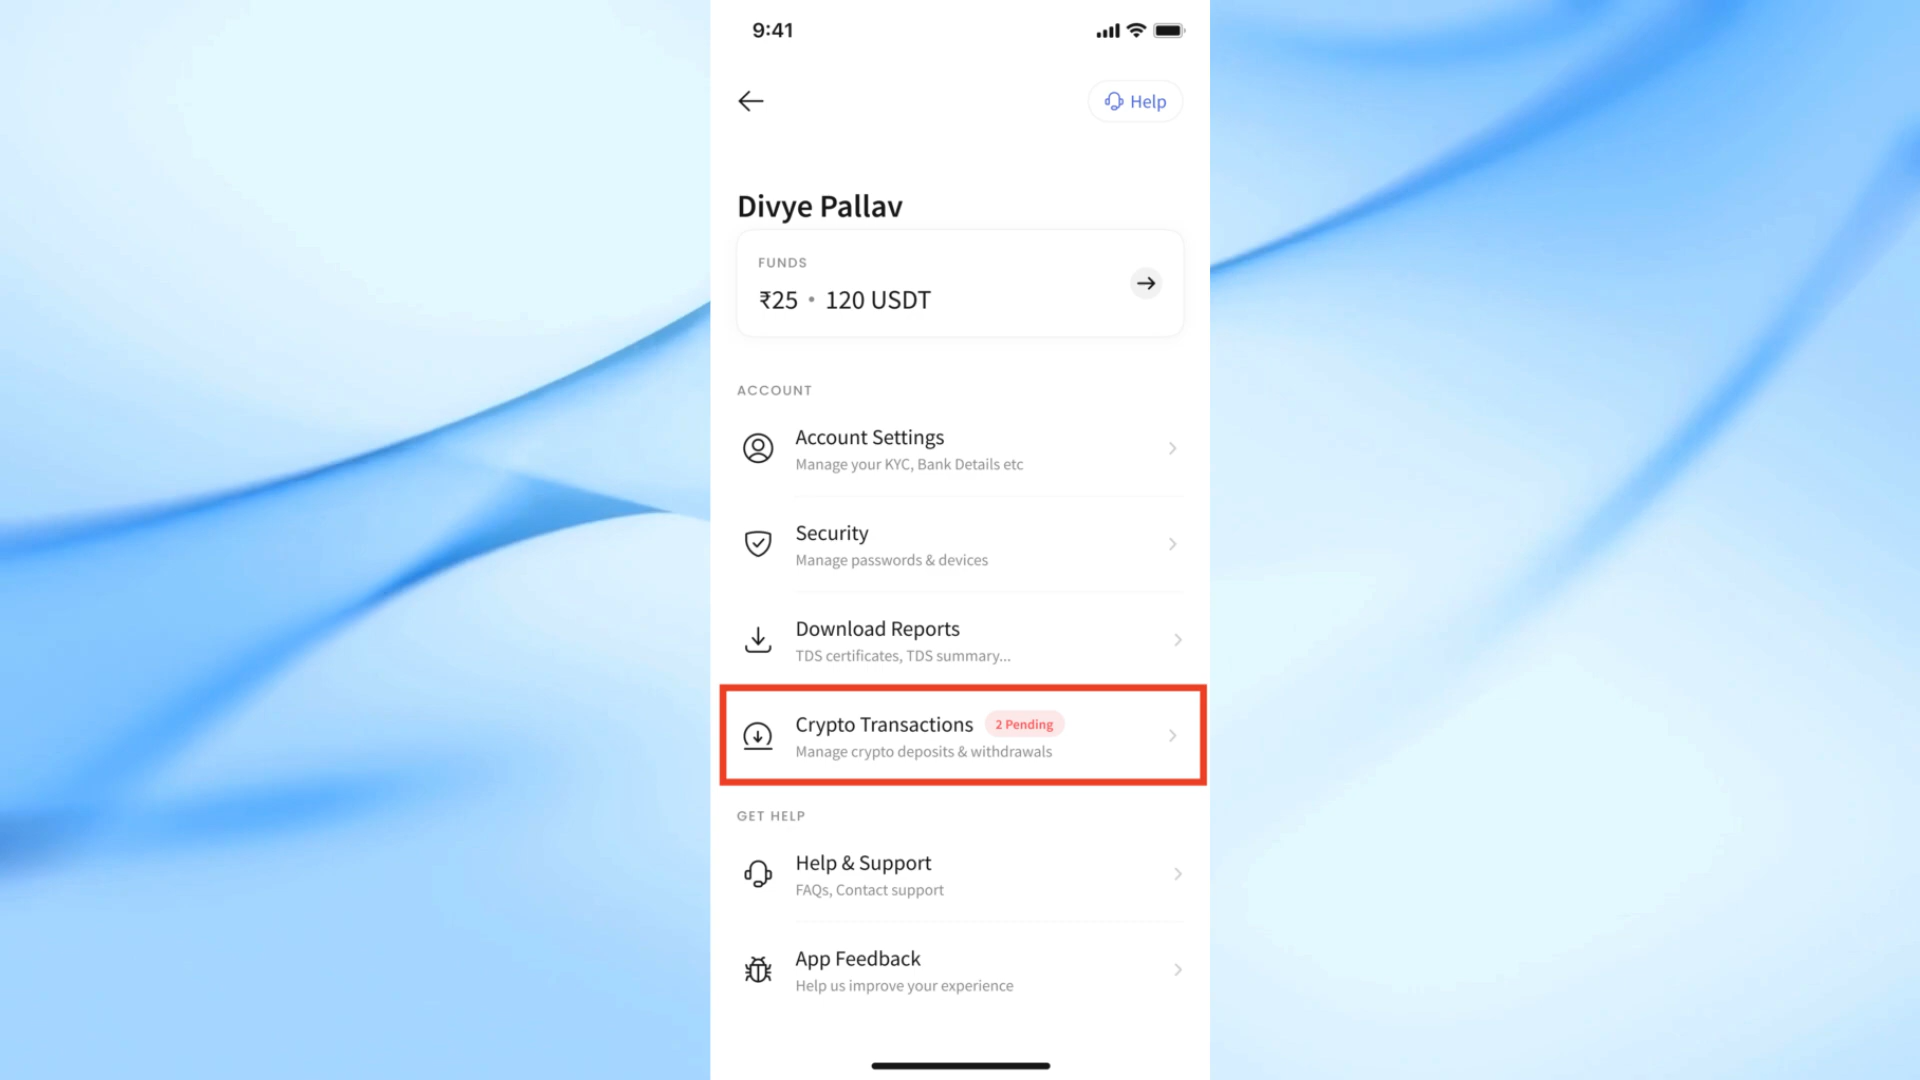 9:41
Help
Divye Pallav
FUNDS
₹25 • 120 USDT
ACCOUNT
Account Settings
Manage your KYC, Bank Details etc
Security
Manage passwords & devices
Download Reports
TDS certificates, TDS summary...
Crypto Transactions 2 Pending
Manage crypto deposits & withdrawals
GET HELP
Help & Support
FAQs, Contact support
App Feedback
Help us improve your experience